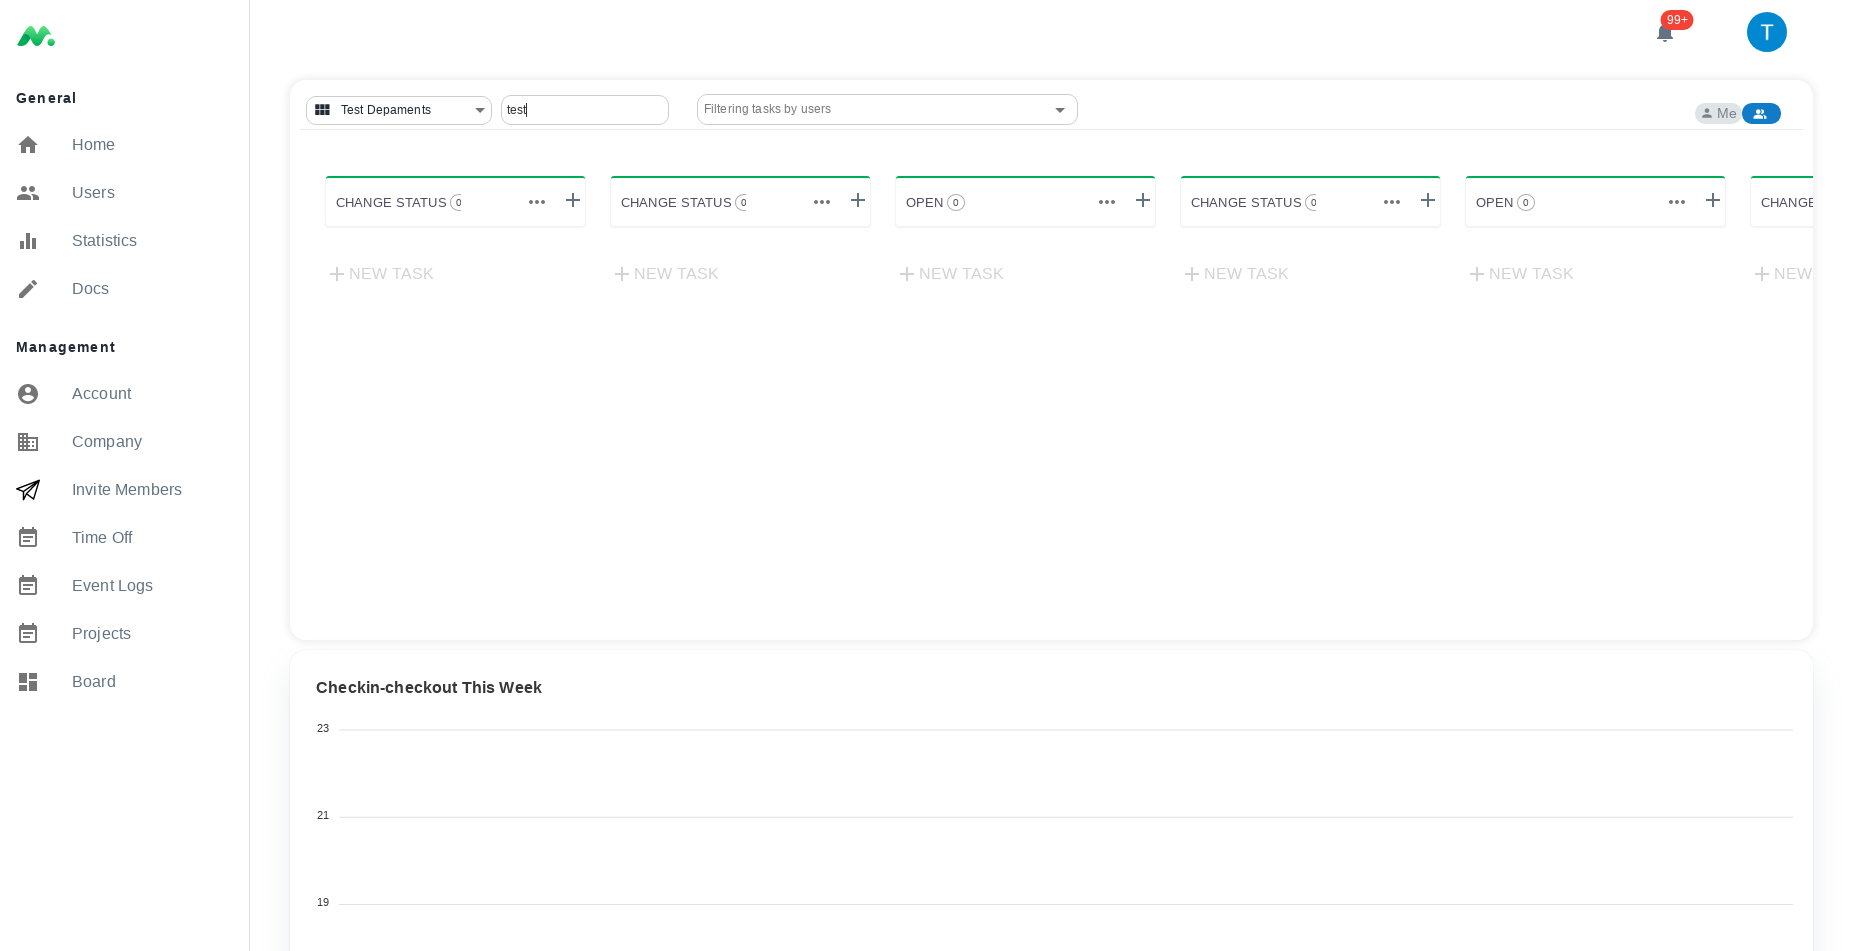 99+
T
General
Home
Users
Statistics
Docs
Management
Account
Company
Invite Members
Time Off
Event Logs
Projects
Board
Test Depaments
test
Filtering tasks by users
Me
CHANGE STATUS 0
CHANGE STATUS 0
OPEN 0
CHANGE STATUS 0
OPEN 0
CHANGE
NEW TASK
NEW TASK
NEW TASK
NEW TASK
NEW TASK
NEW
Checkin-checkout This Week
23
21
19